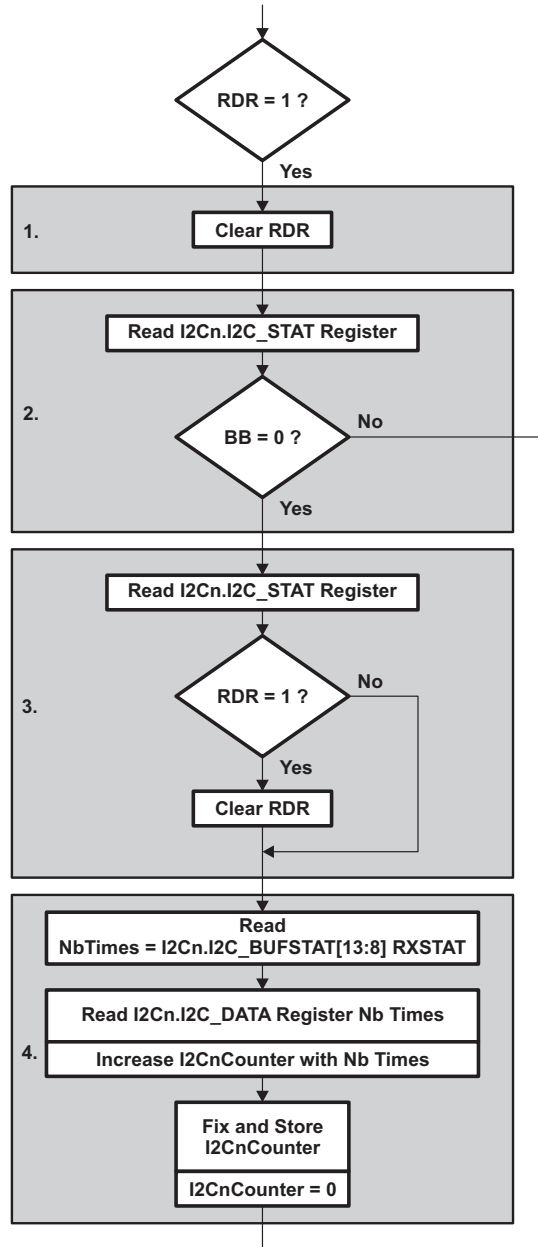 RDR = 1 ?
Yes
1.
Clear RDR
Read I2Cn.I2C_STAT Register
2.
BB = 0 ?
No
Yes
Read I2Cn.I2C_STAT Register
3.
RDR = 1 ?
No
Yes
Clear RDR
4.
Read
NbTimes = I2Cn.I2C_BUFSTAT[13:8] RXSTAT
Read I2Cn.I2C_DATA Register Nb Times
Increase I2CnCounter with Nb Times
Fix and Store
I2CnCounter
I2CnCounter = 0